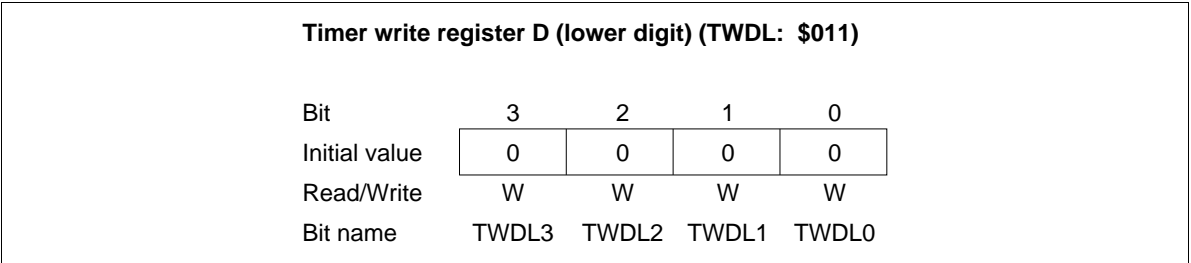 Timer write register D (lower digit) (TWDL: $011)
Bit 3 2 1 0
Initial value 0 0 0 0
Read/Write W W W W
Bit name TWDL3 TWDL2 TWDL1 TWDL0